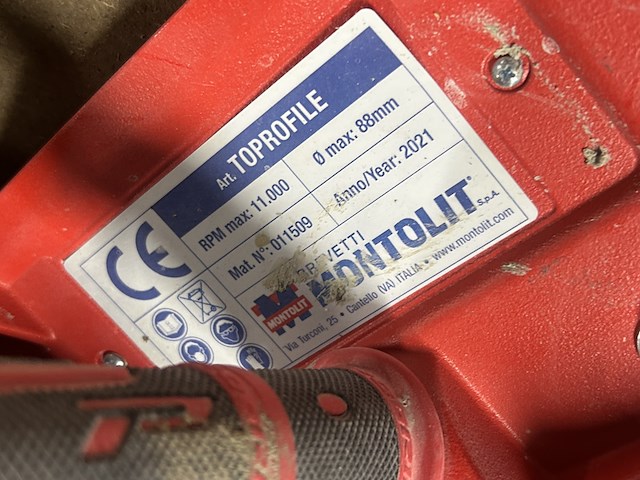 CE
Art. TOPROFILE
RPM max: 11.000
Ø max: 88mm
Mat. N°: 011509
Anno/Year: 2021
BREVETTI
MONTOLIT S.p.A.
MONTOLIT
Via Turconi, 25 • Cantello (VA) ITALIA • www.montolit.com